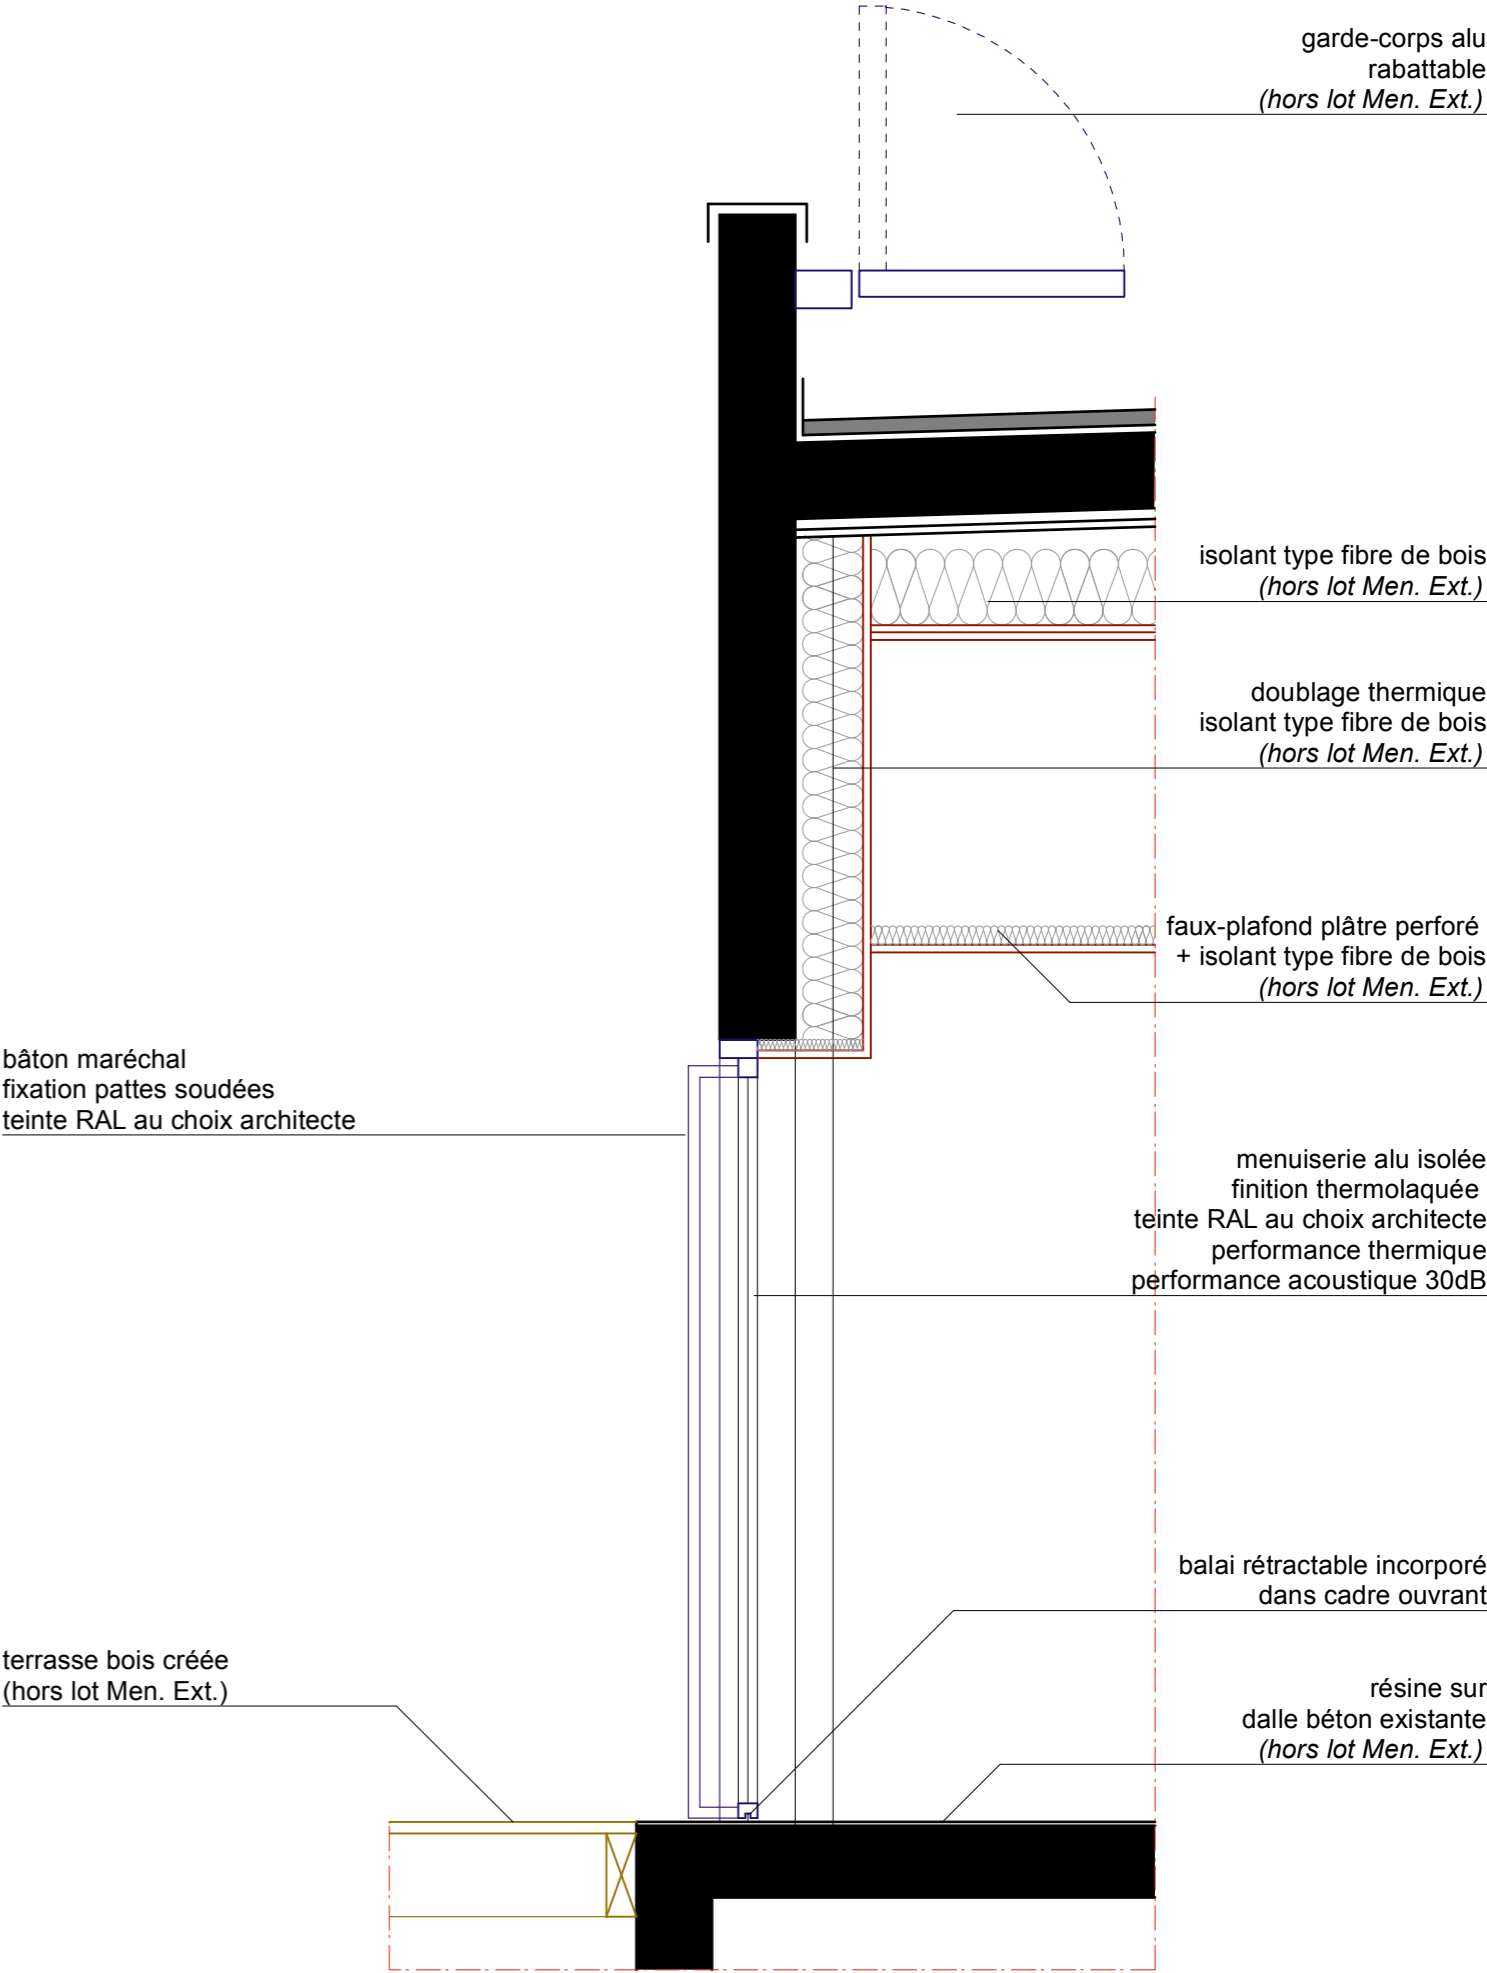 garde-corps alu
rabattable
(hors lot Men. Ext.)
isolant type fibre de bois
(hors lot Men. Ext.)
doublage thermique
isolant type fibre de bois
(hors lot Men. Ext.)
faux-plafond plâtre perforé
+ isolant type fibre de bois
(hors lot Men. Ext.)
bâton maréchal
fixation pattes soudées
teinte RAL au choix architecte
menuiserie alu isolée
finition thermolaquée
teinte RAL au choix architecte
performance thermique
performance acoustique 30dB
balai rétractable incorporé
dans cadre ouvrant
terrasse bois créée
(hors lot Men. Ext.)
résine sur
dalle béton existante
(hors lot Men. Ext.)